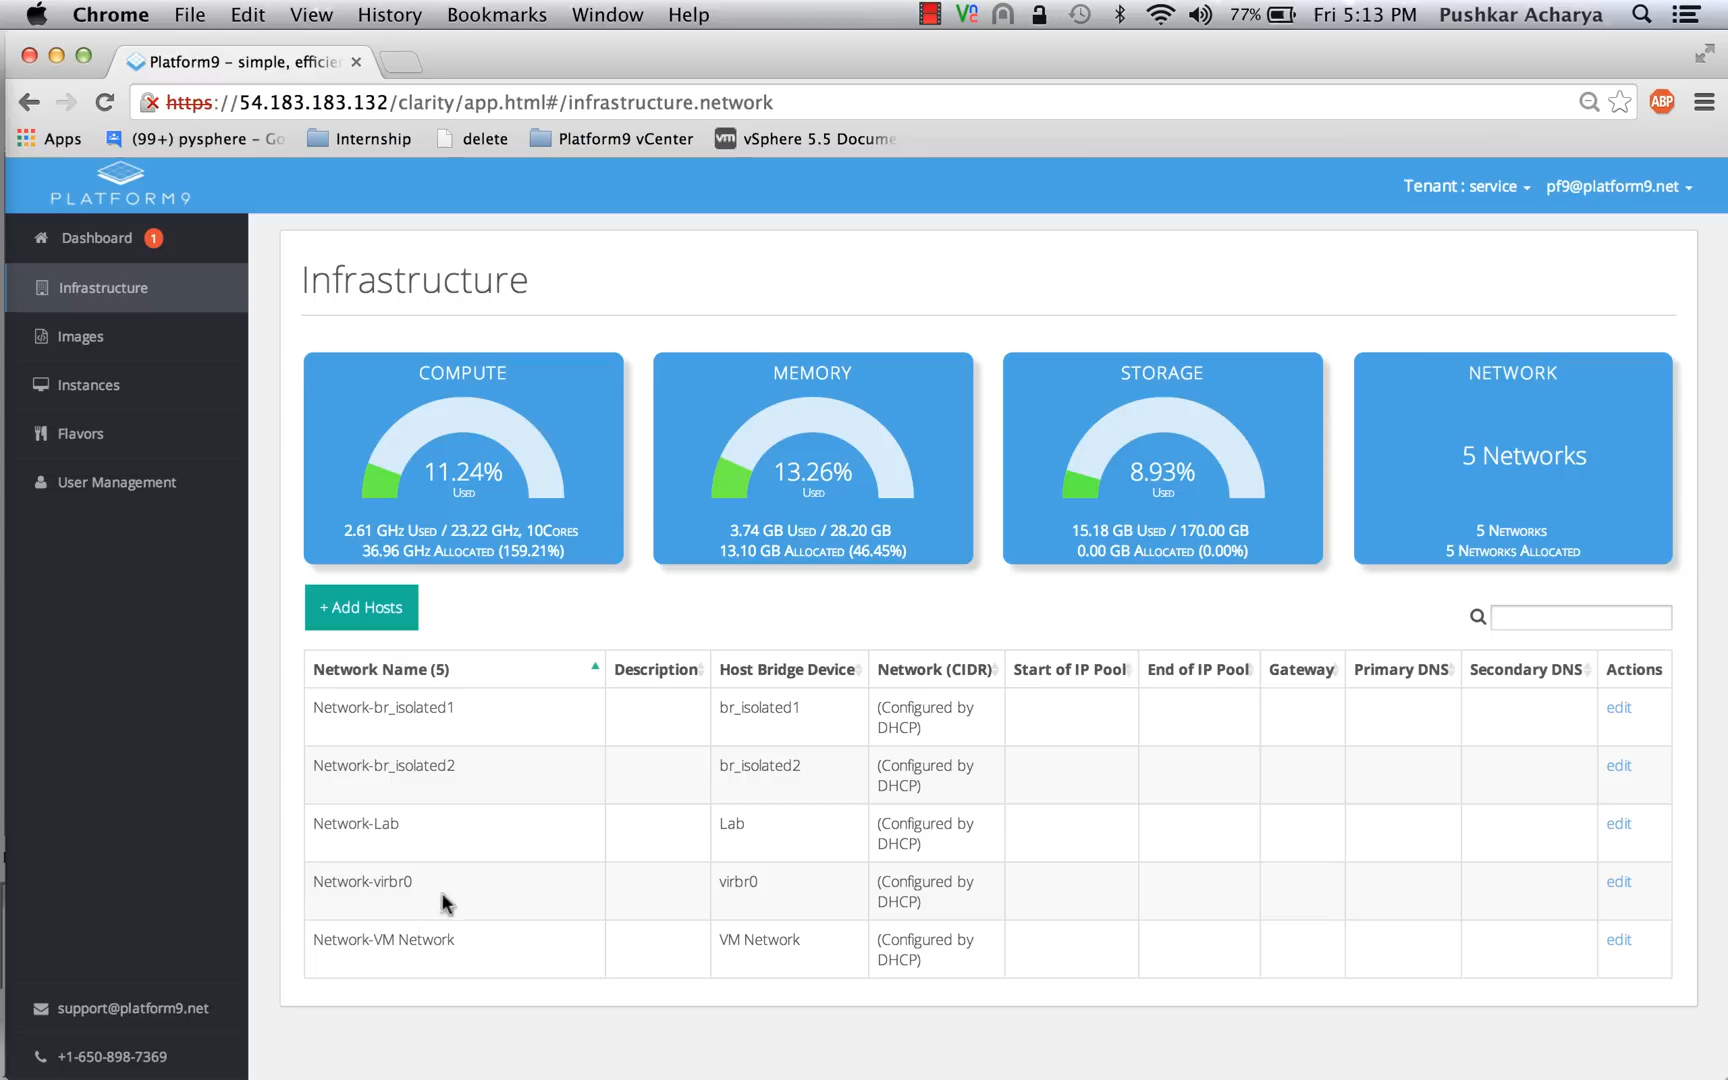 Chrome File Edit View History Bookmarks Window Help 77% Fri 5:13 PM Pushkar Acharya
Platform9 – simple, efficie
https://54.183.183.132/clarity/app.html#/infrastructure.network ABP
Apps (99+) pysphere – Go Internship delete Platform9 vCenter vm vSphere 5.5 Docume
PLATFORM9
Tenant : service pf9@platform9.net
Dashboard 1
Infrastructure
Images
Instances
Flavors
User Management
support@platform9.net
+1-650-898-7369
Infrastructure
COMPUTE
11.24%
Used
2.61 GHz Used / 23.22 GHz, 10Cores
36.96 GHz Allocated (159.21%)
MEMORY
13.26%
Used
3.74 GB Used / 28.20 GB
13.10 GB Allocated (46.45%)
STORAGE
8.93%
Used
15.18 GB Used / 170.00 GB
0.00 GB Allocated (0.00%)
NETWORK
5 Networks
5 Networks
5 Networks Allocated
+ Add Hosts
Network Name (5) Description Host Bridge Device Network (CIDR) Start of IP Pool End of IP Pool Gateway Primary DNS Secondary DNS Actions
Network-br_isolated1 br_isolated1 (Configured by DHCP) edit
Network-br_isolated2 br_isolated2 (Configured by DHCP) edit
Network-Lab Lab (Configured by DHCP) edit
Network-virbr0 virbr0 (Configured by DHCP) edit
Network-VM Network VM Network (Configured by DHCP) edit